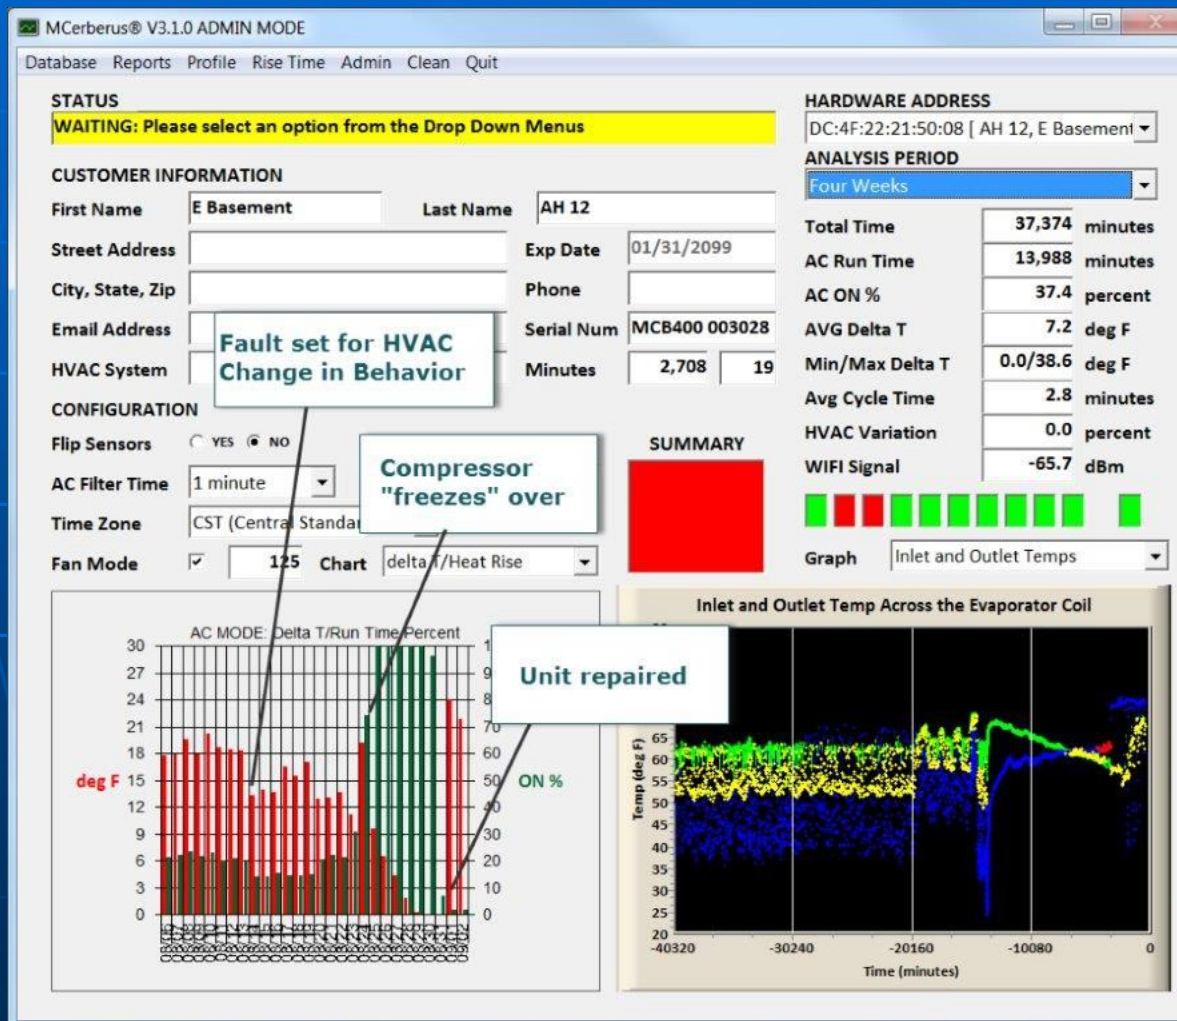 MCerberus® V3.1.0 ADMIN MODE
Database Reports Profile Rise Time Admin Clean Quit
STATUS
WAITING: Please select an option from the Drop Down Menus
HARDWARE ADDRESS
DC:4F:22:21:50:08 [ AH 12, E Basement
ANALYSIS PERIOD
Four Weeks
CUSTOMER INFORMATION
First Name E Basement Last Name AH 12
Street Address Exp Date 01/31/2099
City, State, Zip Phone
Email Address Serial Num MCB400 003028
HVAC System Minutes 2,708 19
Total Time 37,374 minutes
AC Run Time 13,988 minutes
AC ON % 37.4 percent
AVG Delta T 7.2 deg F
Min/Max Delta T 0.0/38.6 deg F
Avg Cycle Time 2.8 minutes
HVAC Variation 0.0 percent
WIFI Signal -65.7 dBm
Fault set for HVAC
Change in Behavior
CONFIGURATION
Flip Sensors YES NO
AC Filter Time 1 minute
Time Zone CST (Central Standar
Fan Mode 125 Chart delta T/Heat Rise
Compressor
"freezes" over
SUMMARY
Graph Inlet and Outlet Temps
AC MODE: Delta T/Run Time Percent
30
27
24
21
18
15
12
9
6
3
0
deg F
80
70
60
50
40
30
20
10
0
ON %
Unit repaired
Inlet and Outlet Temp Across the Evaporator Coil
Temp (deg F)
65
60
55
50
45
40
35
30
25
20
-40320 -30240 -20160 -10080 0
Time (minutes)